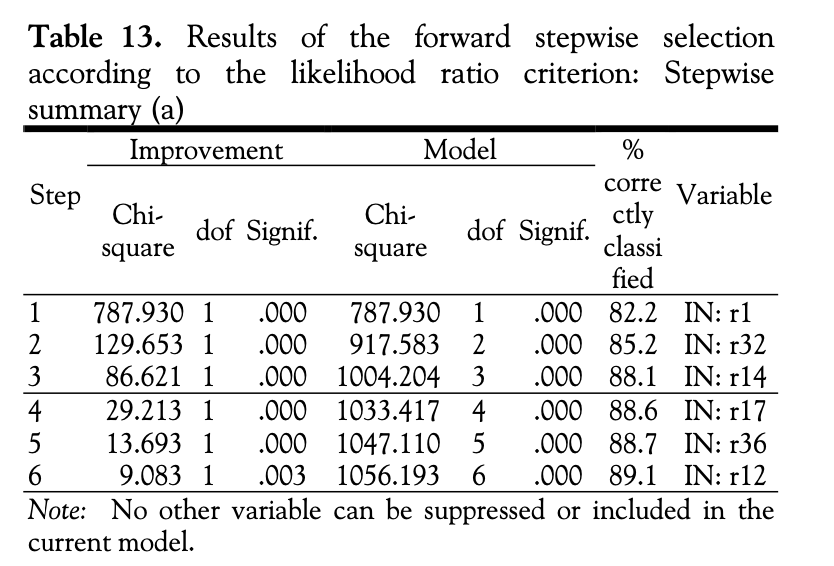 Table 13. Results of the forward stepwise selection
according to the likelihood ratio criterion: Stepwise
summary (a)
Improvement Model %
Step Chi- dof Signif. Chi- dof Signif. corre Variable
square square ctly
classi
fied
1 787.930 1 .000 787.930 1 .000 82.2 IN: r1
2 129.653 1 .000 917.583 2 .000 85.2 IN: r32
3 86.621 1 .000 1004.204 3 .000 88.1 IN: r14
4 29.213 1 .000 1033.417 4 .000 88.6 IN: r17
5 13.693 1 .000 1047.110 5 .000 88.7 IN: r36
6 9.083 1 .003 1056.193 6 .000 89.1 IN: r12
Note: No other variable can be suppressed or included in the
current model.